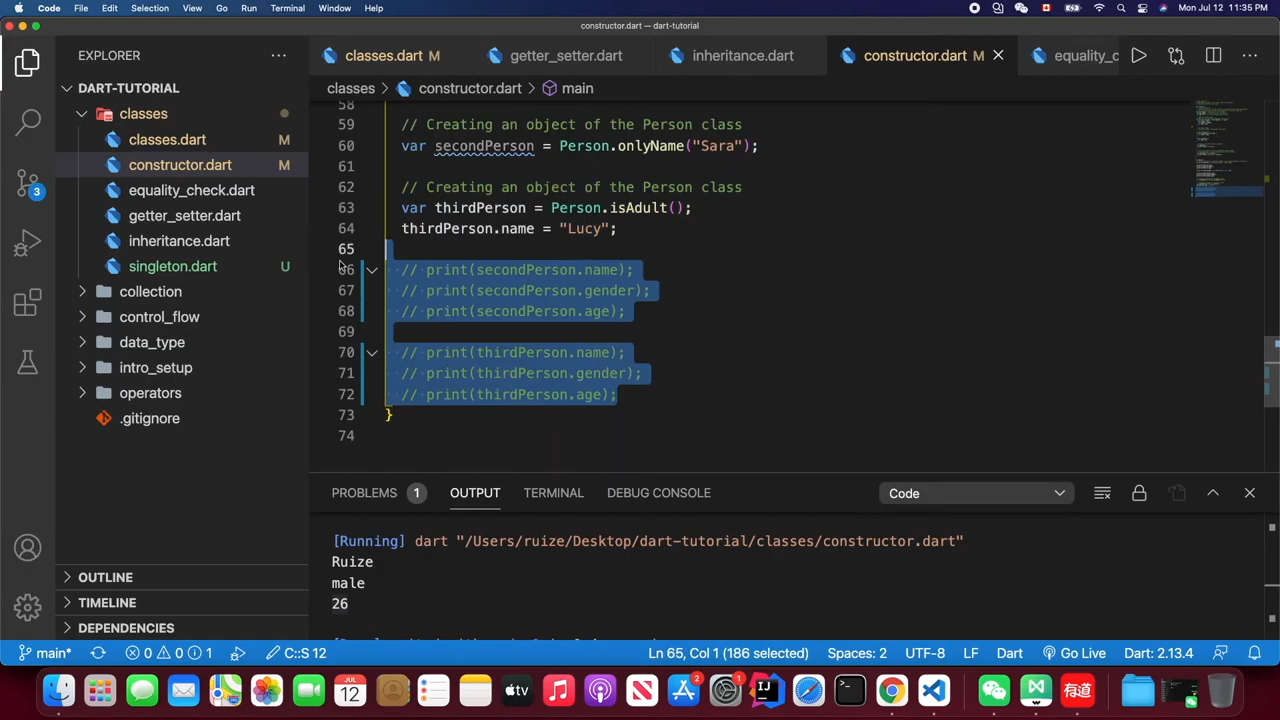 Code File Edit Selection View Go Run Terminal Window Help
Mon Jul 12 11:35 PM
constructor.dart — dart-tutorial
EXPLORER
classes.dart M
getter_setter.dart
inheritance.dart
constructor.dart M
equality_c
DART-TUTORIAL
classes > constructor.dart > main
classes
classes.dart M
constructor.dart M
equality_check.dart
getter_setter.dart
inheritance.dart
singleton.dart U
collection
control_flow
data_type
intro_setup
operators
.gitignore
OUTLINE
TIMELINE
DEPENDENCIES
3
58
59 // Creating an object of the Person class
60 var secondPerson = Person.onlyName("Sara");
61
62 // Creating an object of the Person class
63 var thirdPerson = Person.isAdult();
64 thirdPerson.name = "Lucy";
65
66 // print(secondPerson.name);
67 // print(secondPerson.gender);
68 // print(secondPerson.age);
69
70 // print(thirdPerson.name);
71 // print(thirdPerson.gender);
72 // print(thirdPerson.age);
73 }
74
PROBLEMS 1 OUTPUT TERMINAL DEBUG CONSOLE
Code
[Running] dart "/Users/ruize/Desktop/dart-tutorial/classes/constructor.dart"
Ruize
male
26
main* 0 0 1 C::S 12 Ln 65, Col 1 (186 selected) Spaces: 2 UTF-8 LF Dart Go Live Dart: 2.13.4
JUL
12
tv
2
1
有道